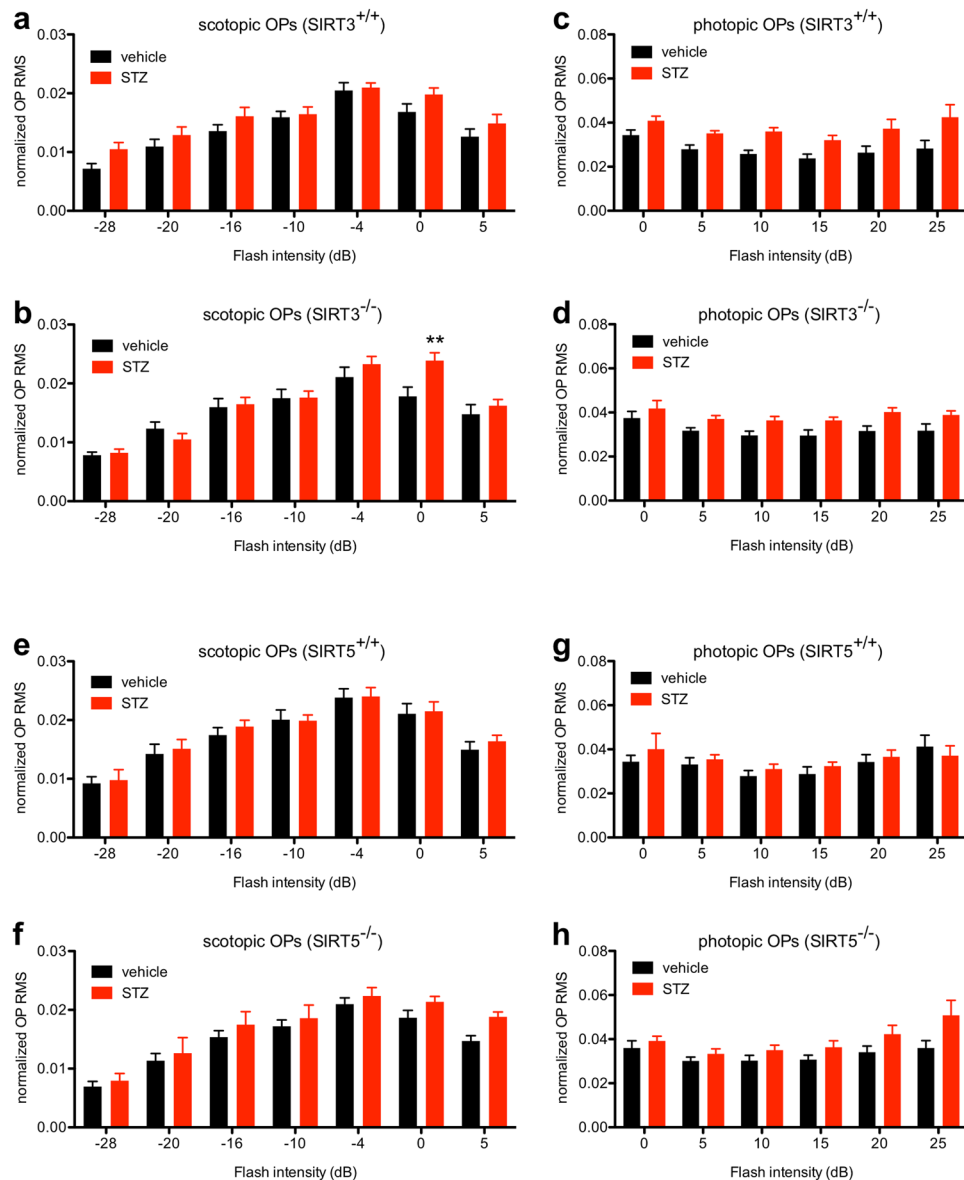 a
scotopic OPs (SIRT3+/+)
normalized OP RMS
0.03
0.02
0.01
0.00
vehicle
STZ
-28 -20 -16 -10 -4 0 5
Flash intensity (dB)
c
photopic OPs (SIRT3+/+)
normalized OP RMS
0.08
0.06
0.04
0.02
0.00
vehicle
STZ
0 5 10 15 20 25
Flash intensity (dB)
b
scotopic OPs (SIRT3-/-)
normalized OP RMS
0.03
0.02
0.01
0.00
vehicle
STZ
**
-28 -20 -16 -10 -4 0 5
Flash intensity (dB)
d
photopic OPs (SIRT3-/-)
normalized OP RMS
0.08
0.06
0.04
0.02
0.00
vehicle
STZ
0 5 10 15 20 25
Flash intensity (dB)
e
scotopic OPs (SIRT5+/+)
normalized OP RMS
0.03
0.02
0.01
0.00
vehicle
STZ
-28 -20 -16 -10 -4 0 5
Flash intensity (dB)
g
photopic OPs (SIRT5+/+)
normalized OP RMS
0.08
0.06
0.04
0.02
0.00
vehicle
STZ
0 5 10 15 20 25
Flash intensity (dB)
f
scotopic OPs (SIRT5-/-)
normalized OP RMS
0.03
0.02
0.01
0.00
vehicle
STZ
-28 -20 -16 -10 -4 0 5
Flash intensity (dB)
h
photopic OPs (SIRT5-/-)
normalized OP RMS
0.08
0.06
0.04
0.02
0.00
vehicle
STZ
0 5 10 15 20 25
Flash intensity (dB)